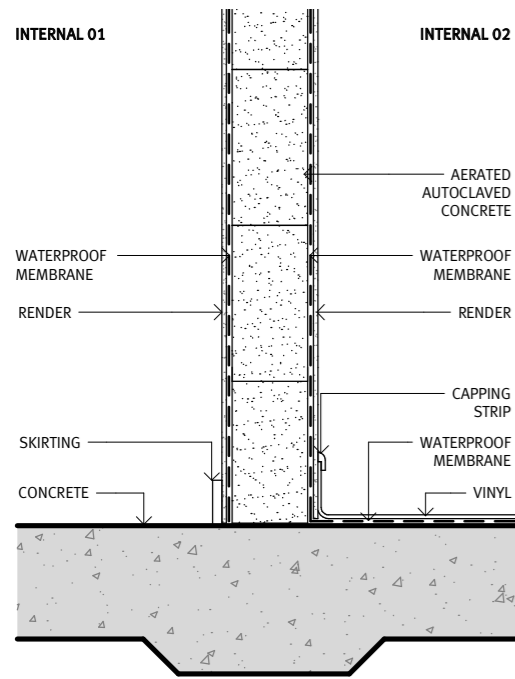 INTERNAL 01
INTERNAL 02
AERATED
AUTOCLAVED
CONCRETE
WATERPROOF
MEMBRANE
WATERPROOF
MEMBRANE
RENDER
RENDER
CAPPING
STRIP
SKIRTING
WATERPROOF
MEMBRANE
CONCRETE
VINYL